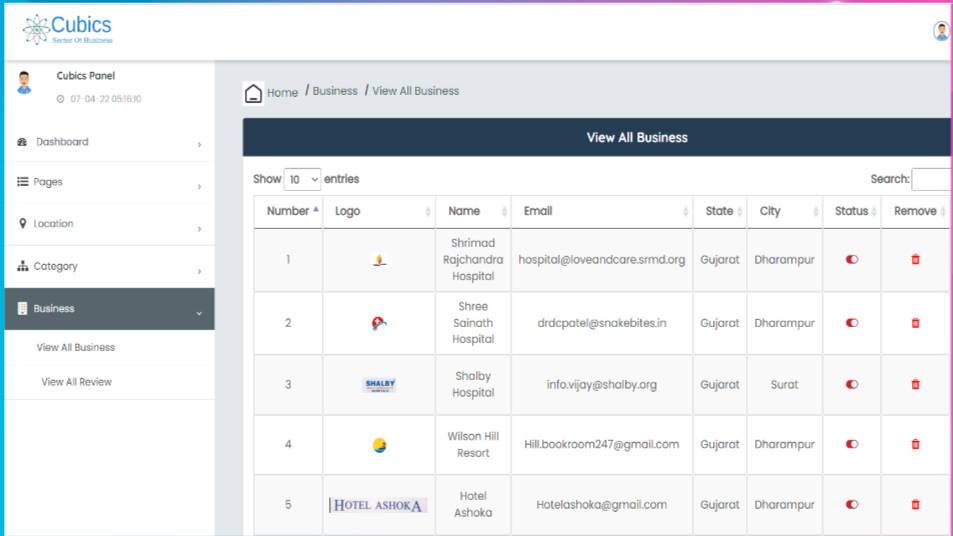 Cubics
Sector Of Business
Cubics Panel
07-04-22 05:16:10
Dashboard
Pages
Location
Category
Business
View All Business
View All Review
Home / Business / View All Business
View All Business
Show 10 entries
Search:
Number Logo Name Email State City Status Remove
1 Shrimad Rajchandra Hospital hospital@loveandcare.srmd.org Gujarat Dharampur
2 Shree Sainath Hospital drdcpatel@snakebites.in Gujarat Dharampur
3 SHALBY Shalby Hospital info.vijay@shalby.org Gujarat Surat
4 Wilson Hill Resort Hill.bookroom247@gmail.com Gujarat Dharampur
5 HOTEL ASHOKA Hotel Ashoka Hotelashoka@gmail.com Gujarat Dharampur